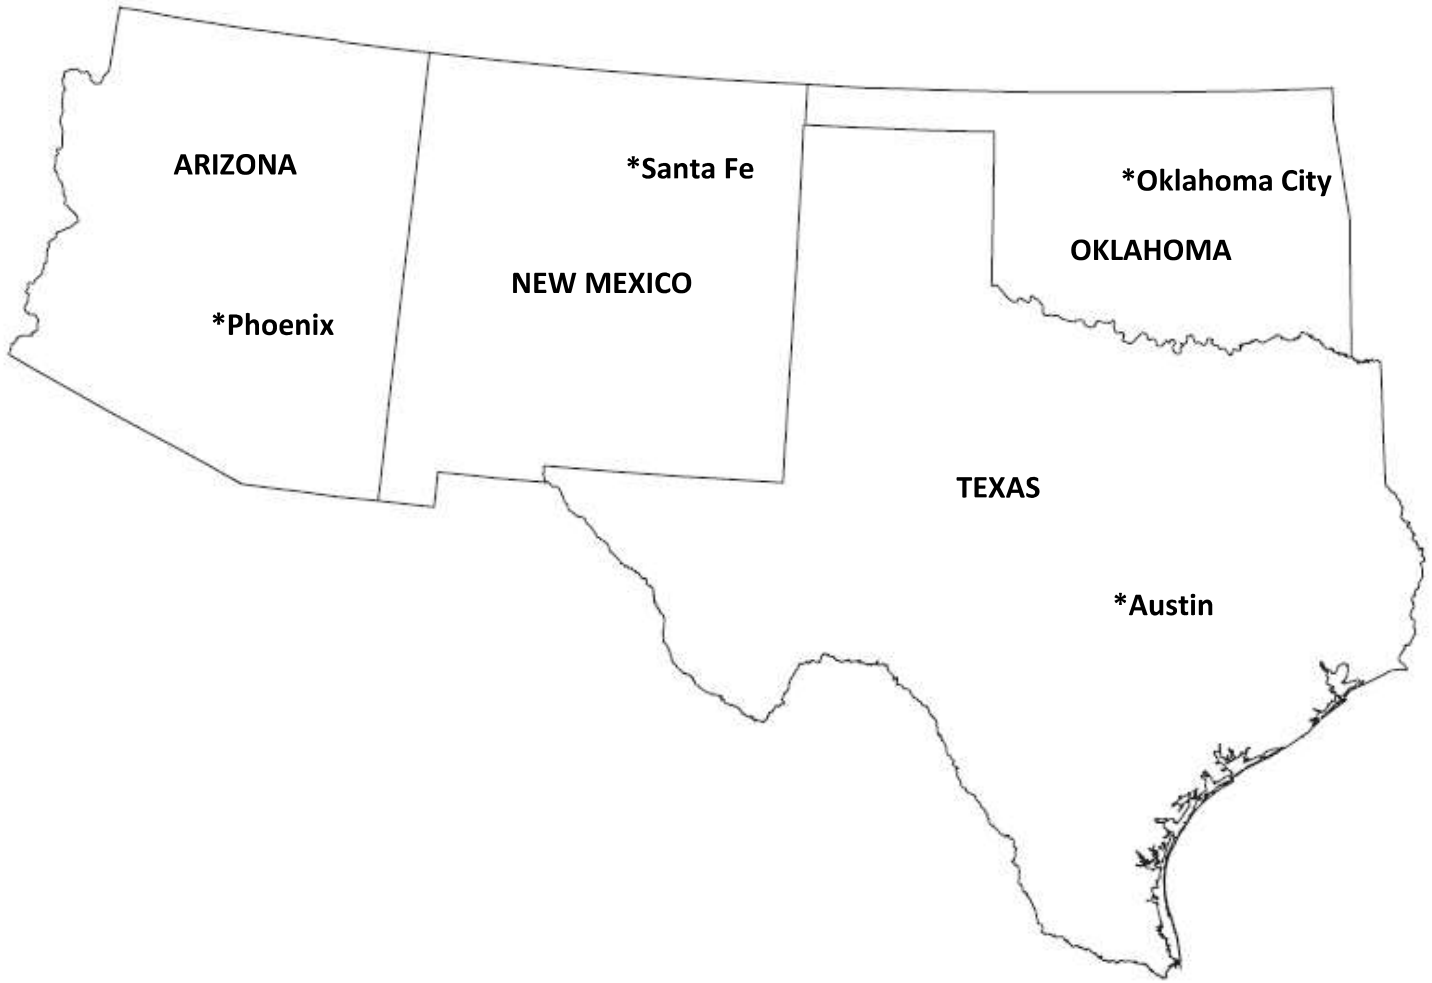 ARIZONA
*Santa Fe
*Oklahoma City
OKLAHOMA
NEW MEXICO
*Phoenix
TEXAS
*Austin